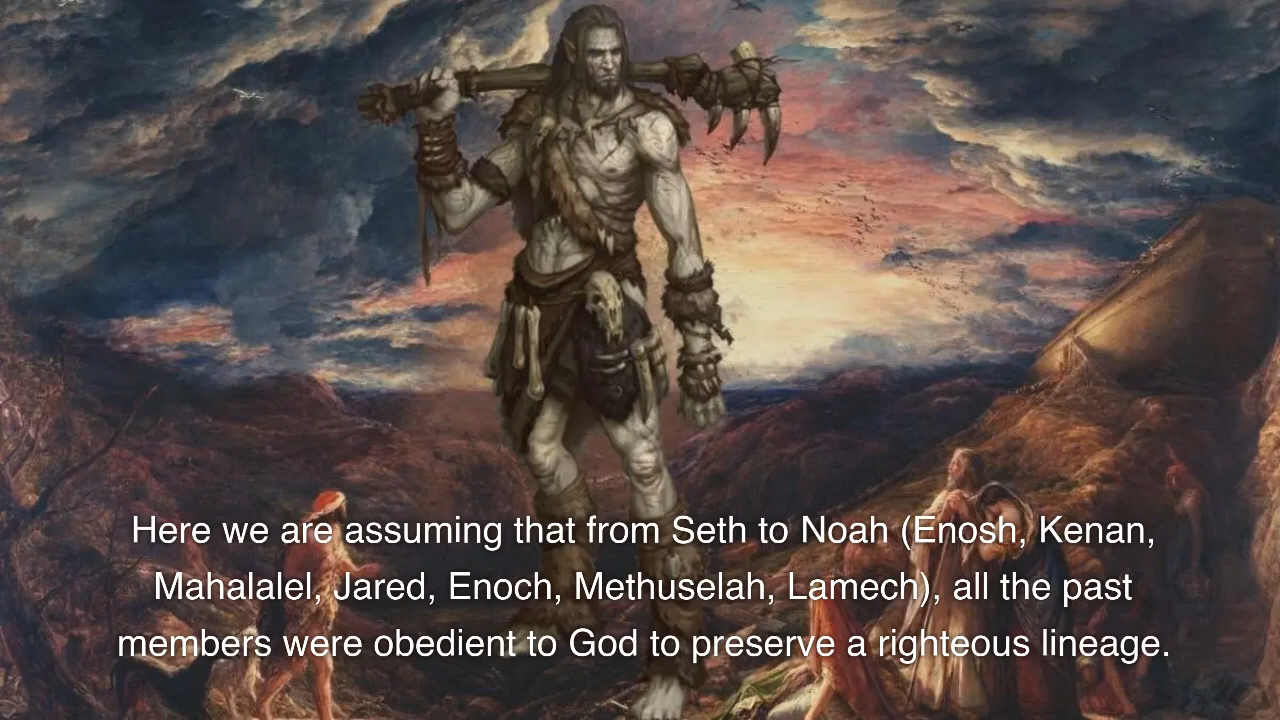 Here we are assuming that from Seth to Noah (Enosh, Kenan,
Mahalalel, Jared, Enoch, Methuselah, Lamech), all the past
members were obedient to God to preserve a righteous lineage.